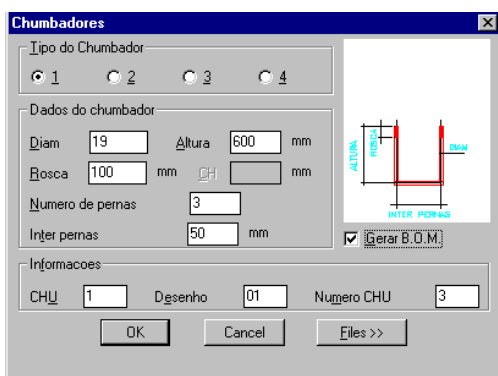 Chumbadores
Tipo do Chumbador
1 2 3 4
Dados do chumbador
Diam 19 Altura 600 mm
Rosca 100 mm CH mm
Numero de pernas 3
Inter pernas 50 mm
ALTURA
ROSCA
DIAM
INTER PERNAS
Gerar B.O.M.
Informacoes
CHU 1 Desenho 01 Numero CHU 3
OK Cancel Files >>